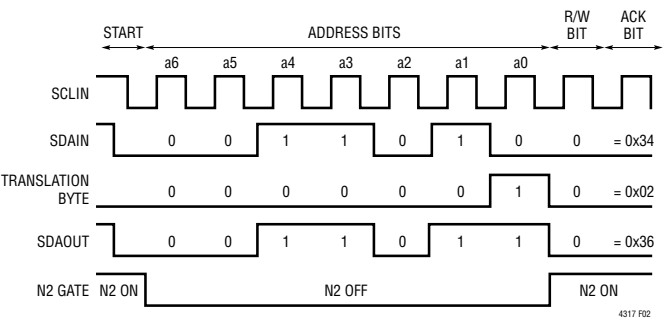 START ADDRESS BITS R/W BIT ACK BIT
a6 a5 a4 a3 a2 a1 a0
SCLIN
SDAIN 0 0 1 1 0 1 0 0 = 0x34
TRANSLATION BYTE 0 0 0 0 0 0 1 0 = 0x02
SDAOUT 0 0 1 1 0 1 1 0 = 0x36
N2 GATE N2 ON N2 OFF N2 ON
4317 F02